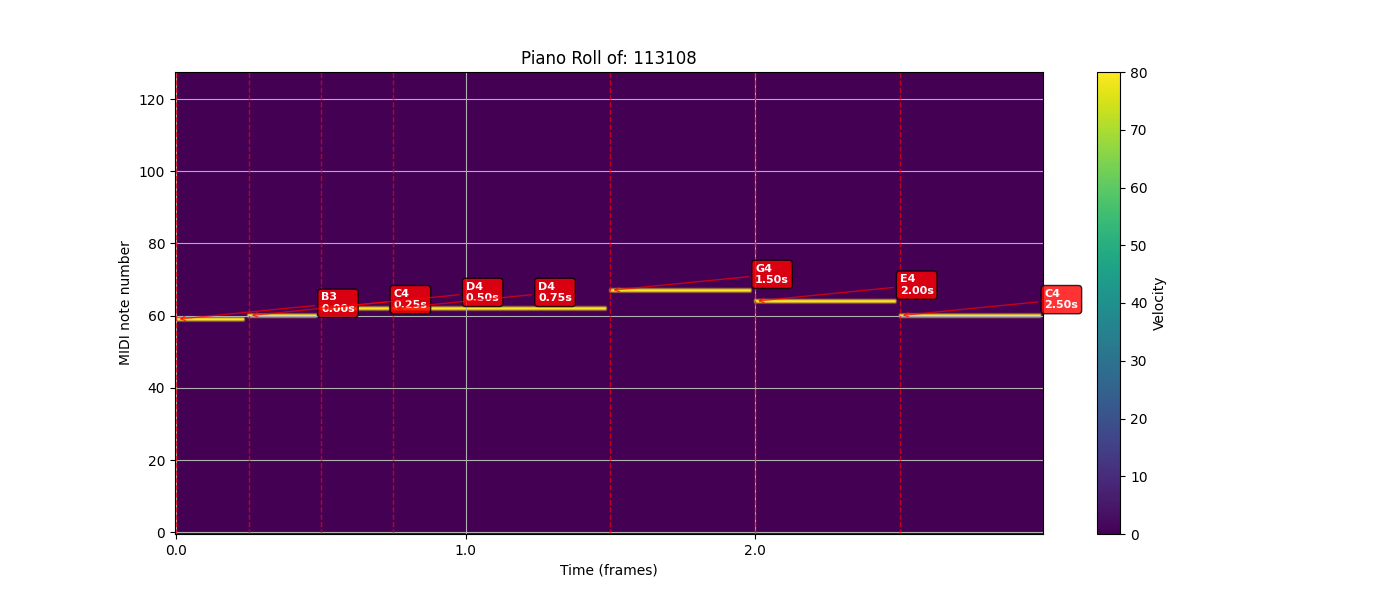 Piano Roll of: 113108
MIDI note number
120
100
80
60
40
20
0
B3
0.00s
C4
0.25s
D4
0.50s
D4
0.75s
G4
1.50s
E4
2.00s
C4
2.50s
0.0
1.0
2.0
Time (frames)
80
70
60
50
40
30
20
10
0
Velocity